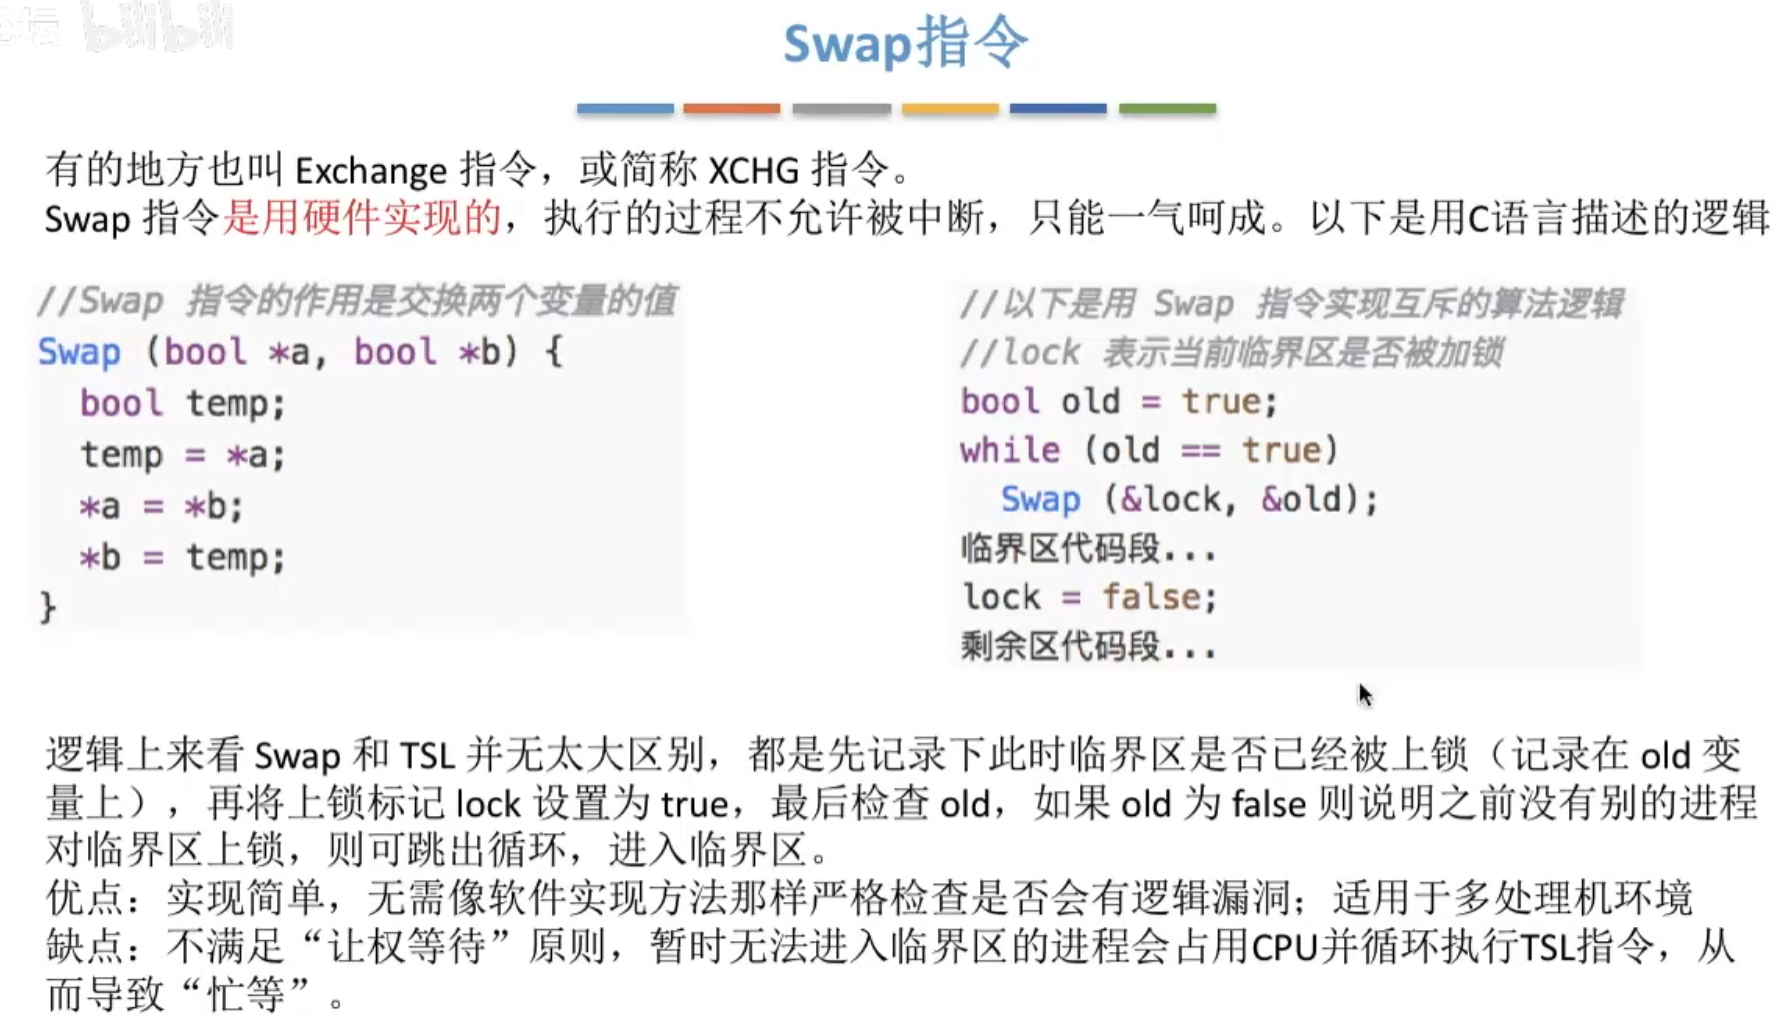 坛 bilibili
Swap指令
有的地方也叫 Exchange 指令，或简称 XCHG 指令。
Swap 指令是用硬件实现的，执行的过程不允许被中断，只能一气呵成。以下是用C语言描述的逻辑
//Swap 指令的作用是交换两个变量的值
Swap (bool *a, bool *b) {
  bool temp;
  temp = *a;
  *a = *b;
  *b = temp;
}
//以下是用 Swap 指令实现互斥的算法逻辑
//lock 表示当前临界区是否被加锁
bool old = true;
while (old == true)
  Swap (&lock, &old);
临界区代码段...
lock = false;
剩余区代码段...
逻辑上来看 Swap 和 TSL 并无太大区别，都是先记录下此时临界区是否已经被上锁（记录在 old 变
量上），再将上锁标记 lock 设置为 true，最后检查 old，如果 old 为 false 则说明之前没有别的进程
对临界区上锁，则可跳出循环，进入临界区。
优点：实现简单，无需像软件实现方法那样严格检查是否会有逻辑漏洞；适用于多处理机环境
缺点：不满足“让权等待”原则，暂时无法进入临界区的进程会占用CPU并循环执行TSL指令，从
而导致“忙等”。